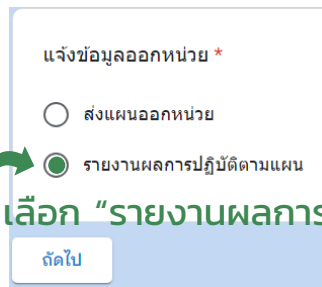 แจ้งข้อมูลออกหน่วย *
ส่งแผนออกหน่วย
รายงานผลการปฏิบัติตามแผน
เลือก “รายงานผลการ
ถัดไป